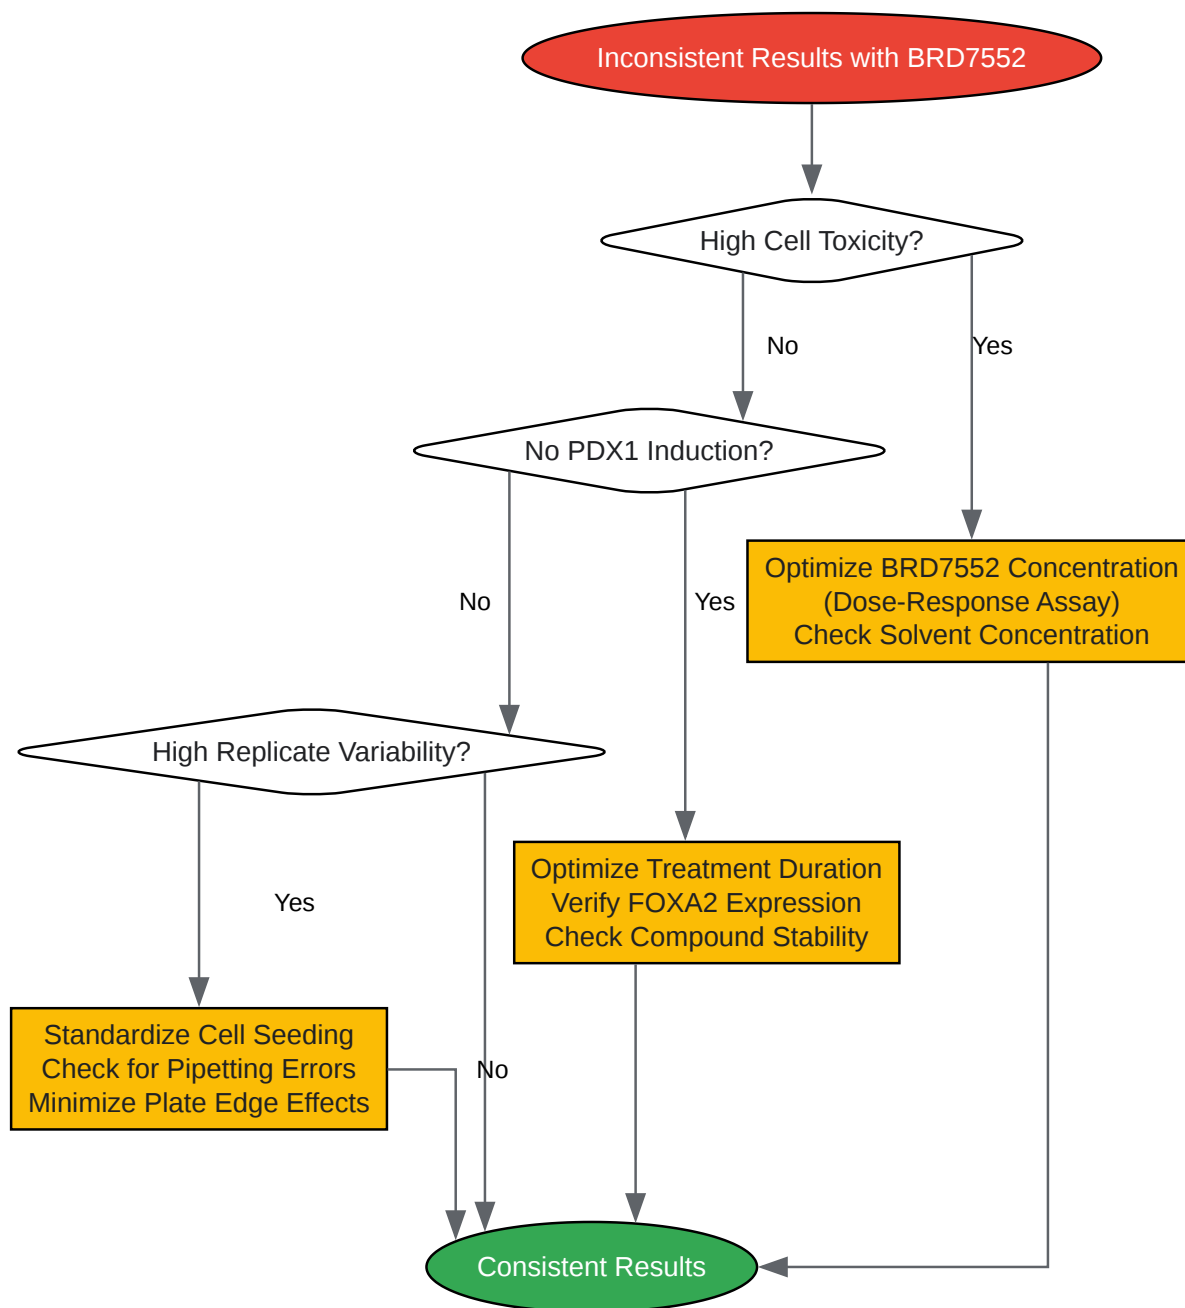 Inconsistent Results with BRD7552
High Cell Toxicity?
No
Yes
No PDX1 Induction?
Optimize BRD7552 Concentration
(Dose-Response Assay)
Check Solvent Concentration
No
Yes
High Replicate Variability?
Optimize Treatment Duration
Verify FOXA2 Expression
Check Compound Stability
Yes
Standardize Cell Seeding
Check for Pipetting Errors
Minimize Plate Edge Effects
No
Consistent Results